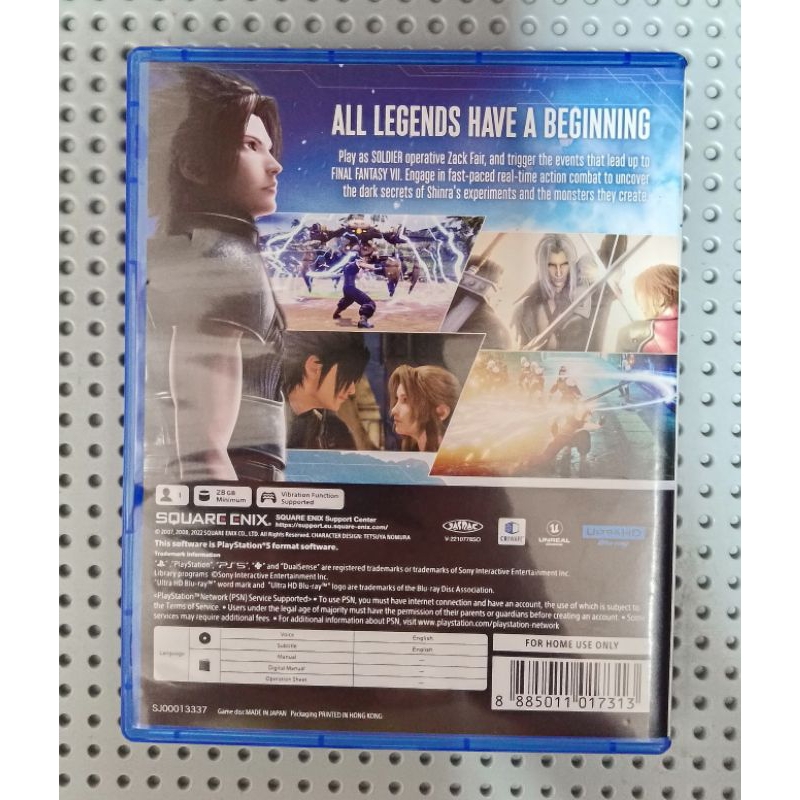 ALL LEGENDS HAVE A BEGINNING
Play as SOLDIER operative Zack Fair, and trigger the events that lead up to
FINAL FANTASY VII. Engage in fast-paced real-time action combat to uncover
the dark secrets of Shinra's experiments and the monsters they create.
1
28 GB
Minimum
Vibration Function
Supported
SQUARE ENIX
SQUARE ENIX Support Center
https://support.eu.square-enix.com/
© 2007, 2008, 2022 SQUARE ENIX CO., LTD. All Rights Reserved. CHARACTER DESIGN: TETSUYA NOMURA
JASRAC
CRIWARE
UNREAL
ULTRA HD
Blu-ray
This software is PlayStation®5 format software.
Trademark Information
"PlayStation", "PS5", and "DualSense" are registered trademarks or trademarks of Sony Interactive Entertainment Inc.
Library programs ©Sony Interactive Entertainment Inc.
"Ultra HD Blu-ray™" word mark and "Ultra HD Blu-ray™" logo are trademarks of the Blu-ray Disc Association.
<PlayStation™Network (PSN) Service Supported> • To use PSN, you must have internet connection and have an account, the use of which is subject to
the Terms of Service. • Users under the legal age of majority must have the permission of their parents or guardians before creating an account. • Some
services may require additional fees. • For additional information about PSN, visit www.playstation.com/playstation-network
Language
Voice English
Subtitle English
Manual —
Digital Manual —
Operation Sheet —
FOR HOME USE ONLY
8 885011 017313
SJ00013337
Game disc MADE IN JAPAN Packaging PRINTED IN HONG KONG